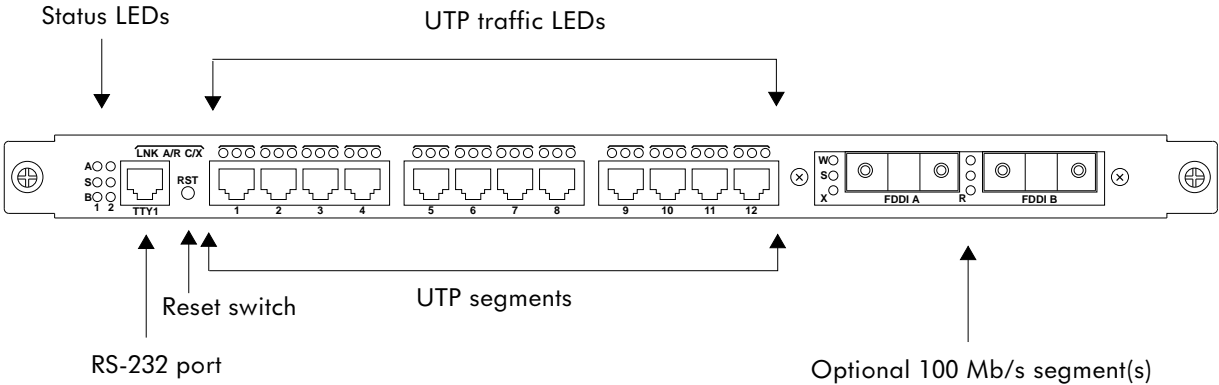 Status LEDs
UTP traffic LEDs
LNK A/R C/X
A
S
B
1 2
TTY1
RST
1 2 3 4
5 6 7 8
9 10 11 12
W
S
X
FDDI A
R
FDDI B
Reset switch
UTP segments
RS-232 port
Optional 100 Mb/s segment(s)